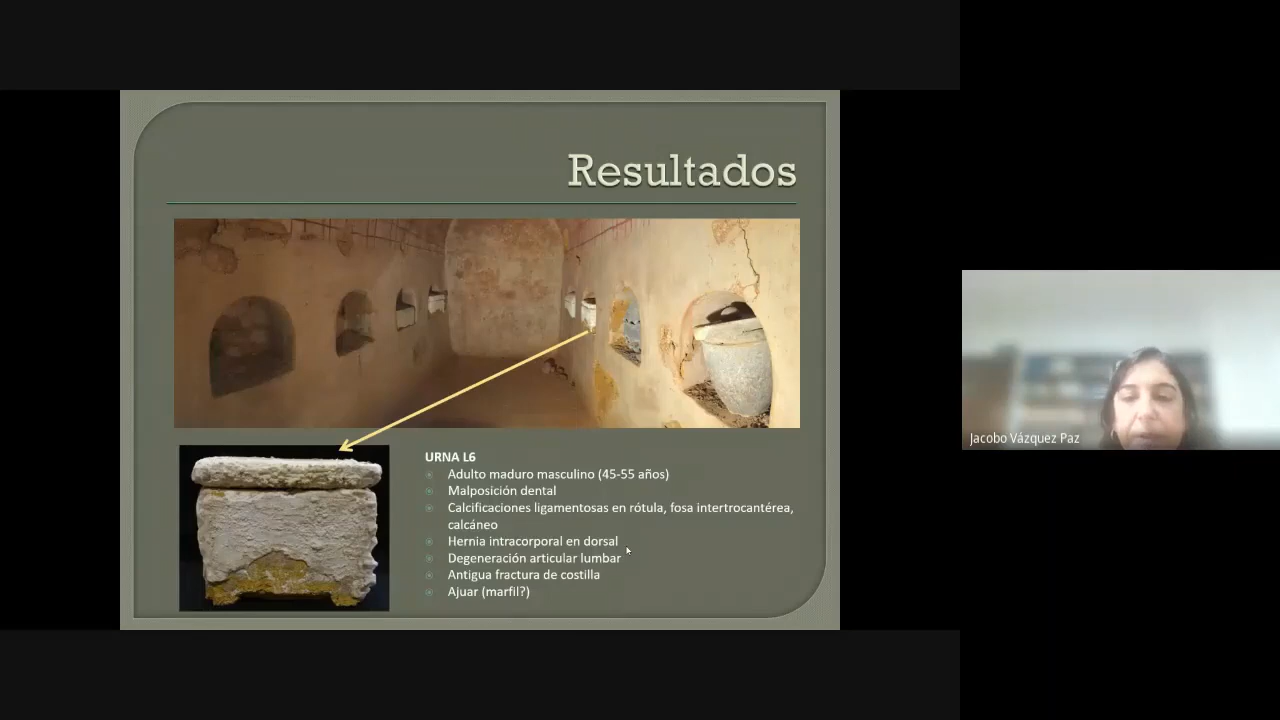 Resultados
URNA L6
Adulto maduro masculino (45-55 años)
Malposición dental
Calcificaciones ligamentosas en rótula, fosa intertrocantérea,
calcáneo
Hernia intracorporal en dorsal
Degeneración articular lumbar
Antigua fractura de costilla
Ajuar (marfil?)
Jacobo Vázquez Paz